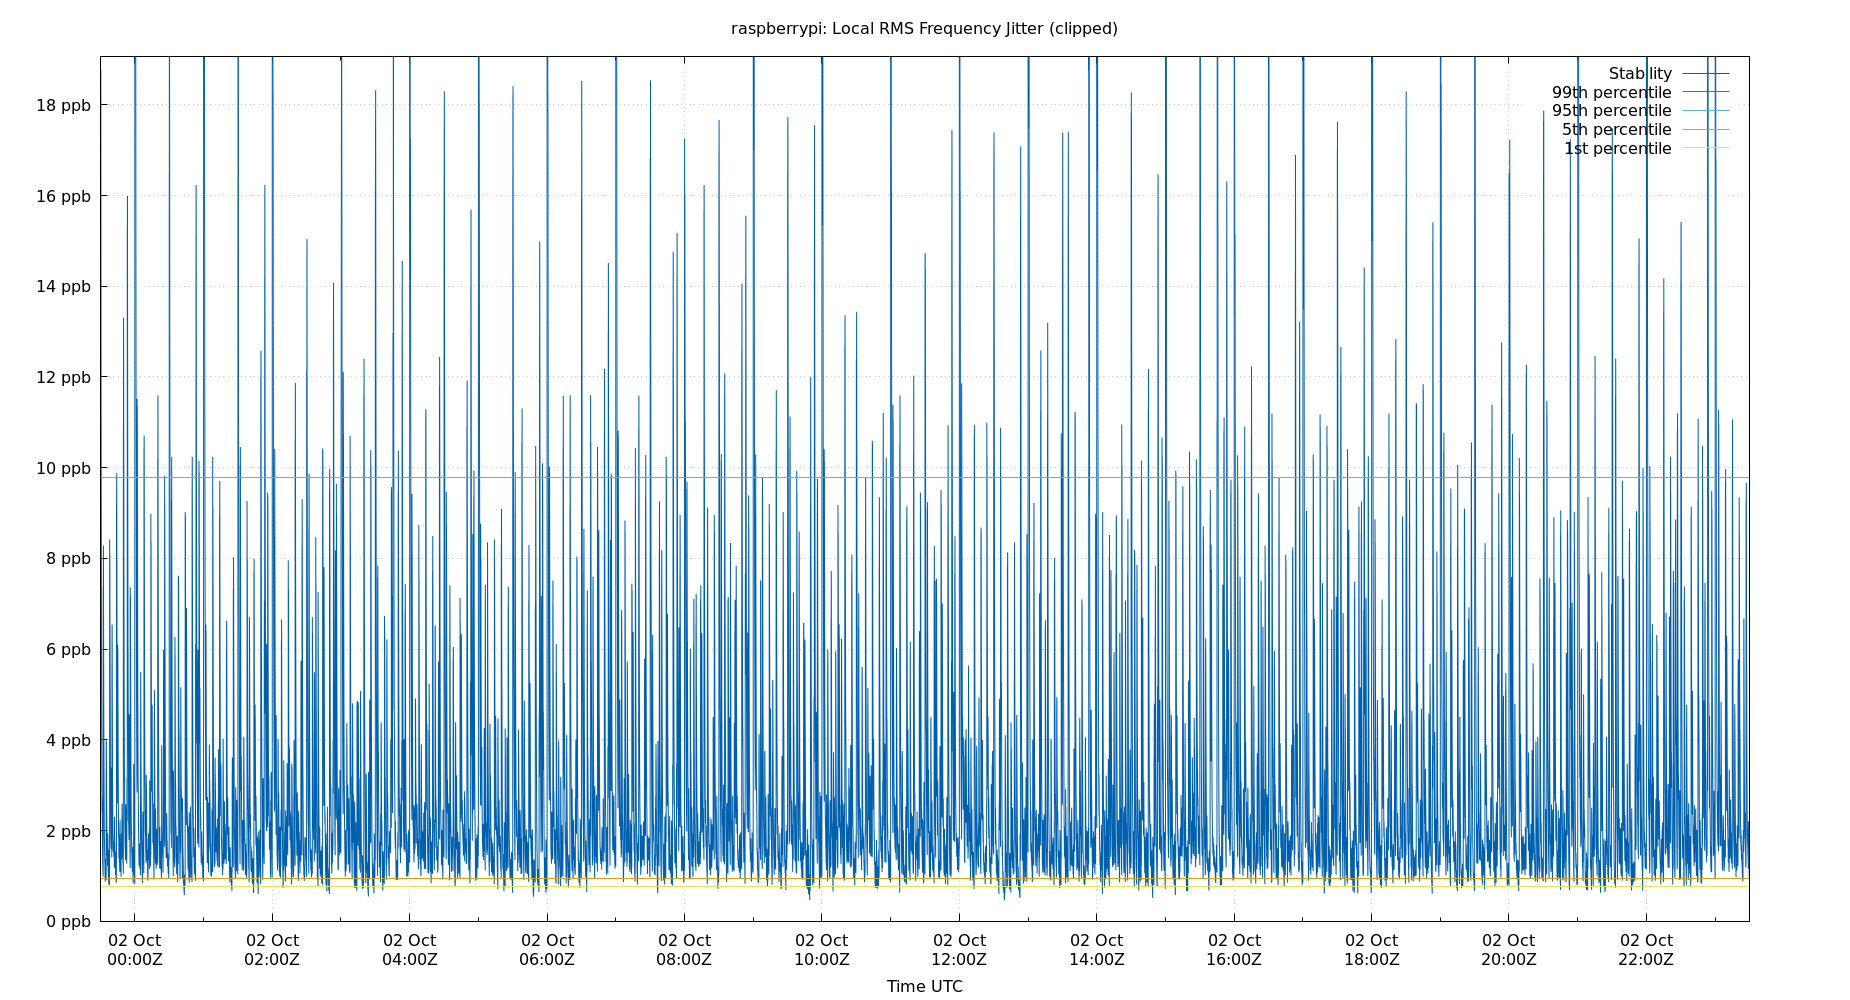 raspberrypi: Local RMS Frequency Jitter (clipped)
Stability
99th percentile
95th percentile
5th percentile
1st percentile
18 ppb
16 ppb
14 ppb
12 ppb
10 ppb
8 ppb
6 ppb
4 ppb
2 ppb
0 ppb
02 Oct 02 Oct 02 Oct 02 Oct 02 Oct 02 Oct 02 Oct 02 Oct 02 Oct 02 Oct 02 Oct 02 Oct
00:00Z 02:00Z 04:00Z 06:00Z 08:00Z 10:00Z 12:00Z 14:00Z 16:00Z 18:00Z 20:00Z 22:00Z
Time UTC